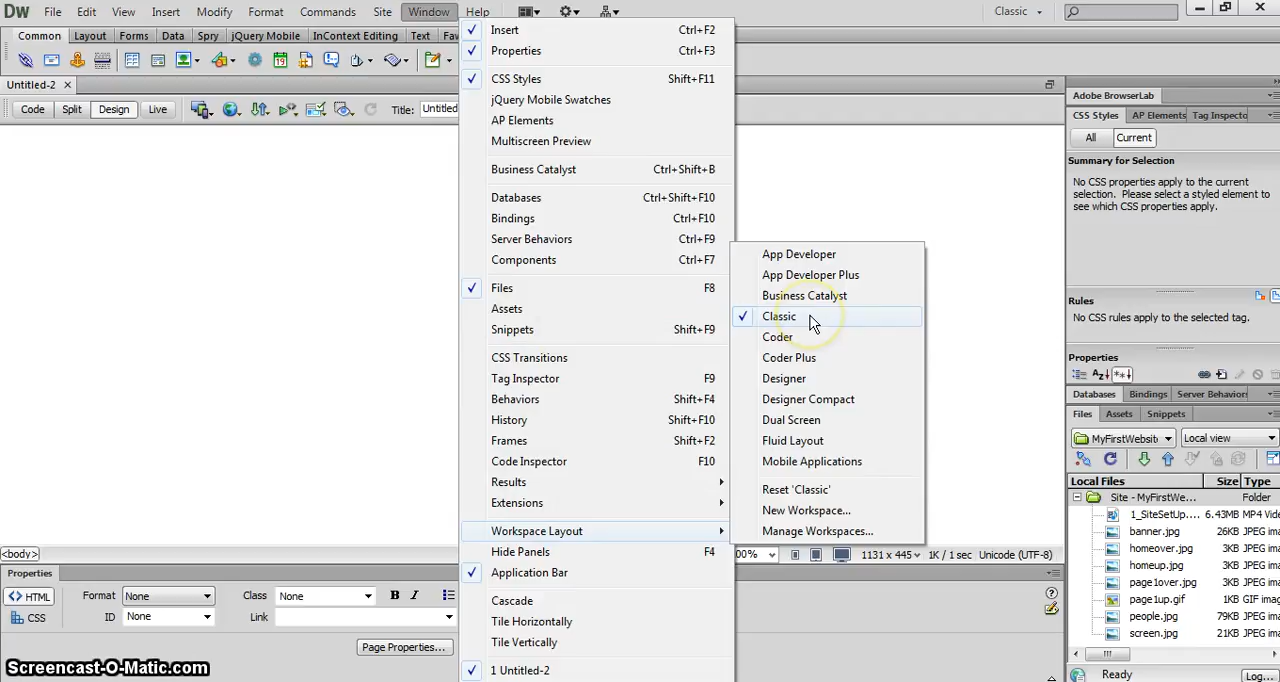 Dw File Edit View Insert Modify Format Commands Site Window Help Classic
Common Layout Forms Data Spry jQuery Mobile InContext Editing Text Fav
Untitled-2
Code Split Design Live Title: Untitled
Insert Ctrl+F2
Properties Ctrl+F3
CSS Styles Shift+F11
jQuery Mobile Swatches
AP Elements
Multiscreen Preview
Business Catalyst Ctrl+Shift+B
Databases Ctrl+Shift+F10
Bindings Ctrl+F10
Server Behaviors Ctrl+F9
Components Ctrl+F7
Files F8
Assets
Snippets Shift+F9
CSS Transitions
Tag Inspector F9
Behaviors Shift+F4
History Shift+F10
Frames Shift+F2
Code Inspector F10
Results
Extensions
Workspace Layout
Hide Panels F4
Application Bar
Cascade
Tile Horizontally
Tile Vertically
1 Untitled-2
App Developer
App Developer Plus
Business Catalyst
Classic
Coder
Coder Plus
Designer
Designer Compact
Dual Screen
Fluid Layout
Mobile Applications
Reset 'Classic'
New Workspace...
Manage Workspaces...
Adobe BrowserLab
CSS Styles AP Elements Tag Inspecto
All Current
Summary for Selection
No CSS properties apply to the current
selection. Please select a styled element to
see which CSS properties apply.
Rules
No CSS rules apply to the selected tag.
Properties
Az
Databases Bindings Server Behaviors
Files Assets Snippets
MyFirstWebsit Local view
Local Files Size Type
Site - MyFirstWe... Folder
1_SiteSetUp.... 6.43MB MP4 Vide
banner.jpg 9KB JPEG ima
homeover.jpg 3KB JPEG ima
homeup.jpg 3KB JPEG ima
page1over.jpg 3KB JPEG ima
page1up.gif 1KB GIF imag
people.jpg 9KB JPEG ima
screen.jpg 21KB JPEG ima
Ready Log...
<body> 00% 1131 x 445 1K / 1 sec Unicode (UTF-8)
Properties
HTML Format None Class None B I
CSS ID None Link
Page Properties...
Screencast-O-Matic.com